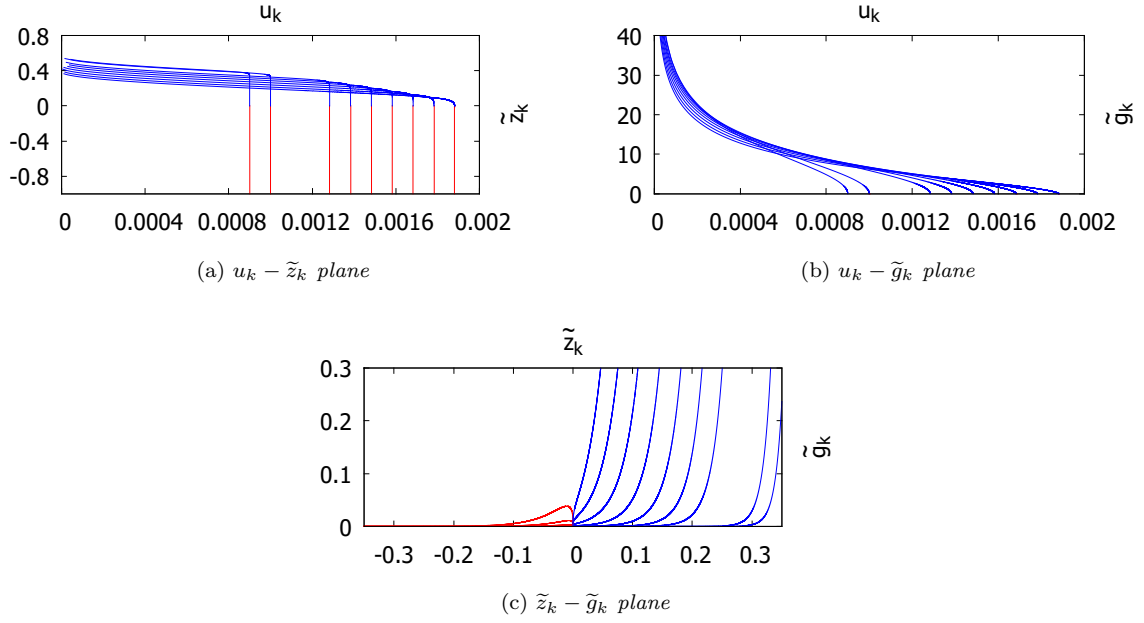 u_k
0.8
0.4
0
-0.4
-0.8
z̃_k
0 0.0004 0.0008 0.0012 0.0016 0.002
(a) u_k − z̃_k plane
u_k
40
30
20
10
0
g̃_k
0 0.0004 0.0008 0.0012 0.0016 0.002
(b) u_k − g̃_k plane
z̃_k
0.3
0.2
0.1
0
g̃_k
-0.3 -0.2 -0.1 0 0.1 0.2 0.3
(c) z̃_k − g̃_k plane